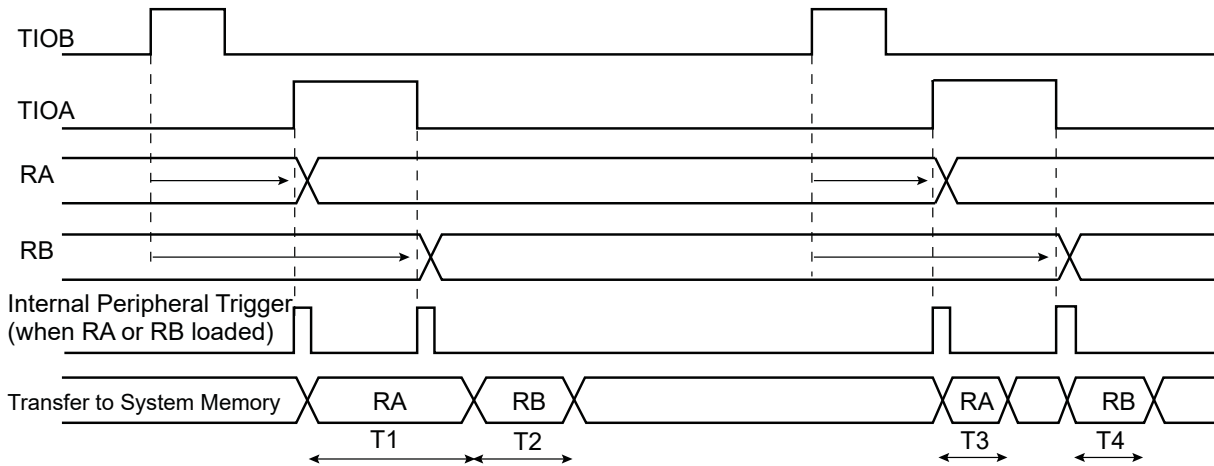 TIOB
TIOA
RA
RB
Internal Peripheral Trigger
(when RA or RB loaded)
Transfer to System Memory
RA
RB
RA
RB
T1
T2
T3
T4